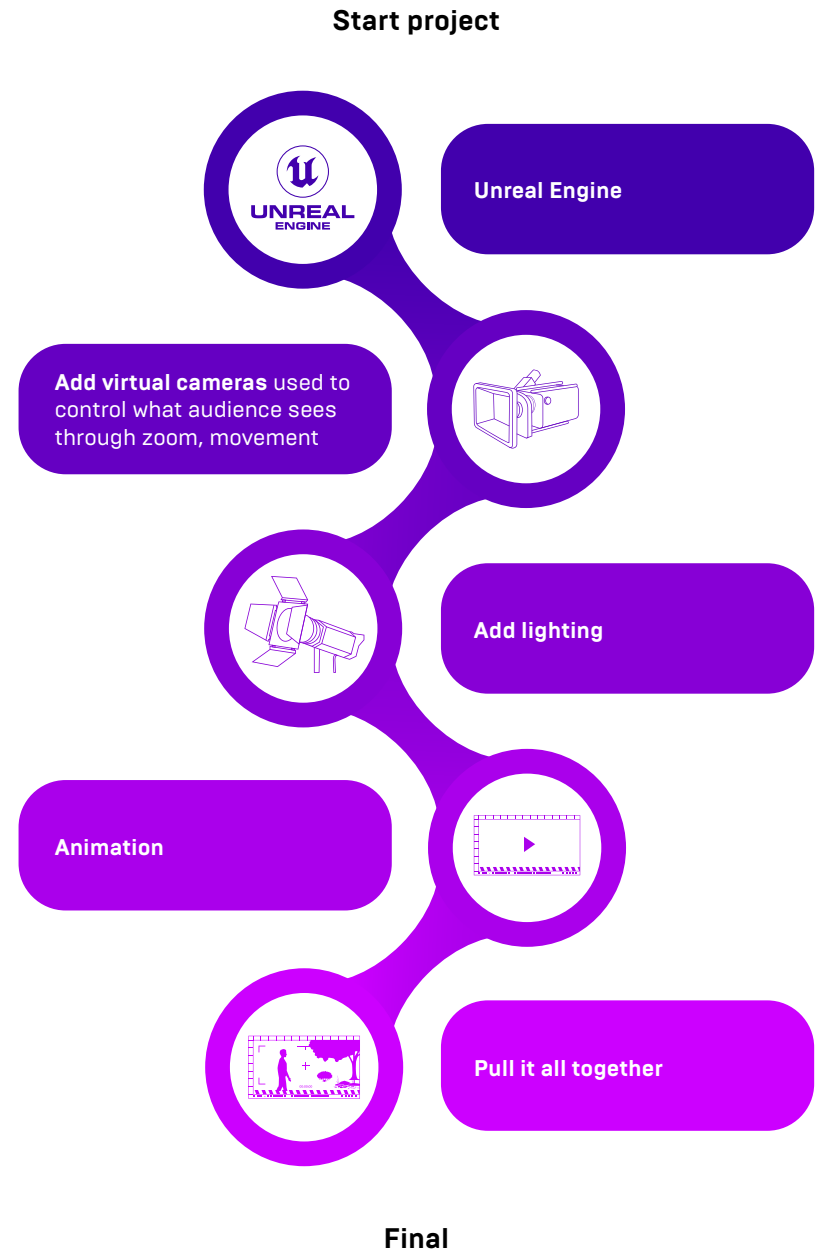 Start project
UNREAL
ENGINE
Unreal Engine
Add virtual cameras used to
control what audience sees
through zoom, movement
Add lighting
Animation
Pull it all together
Final